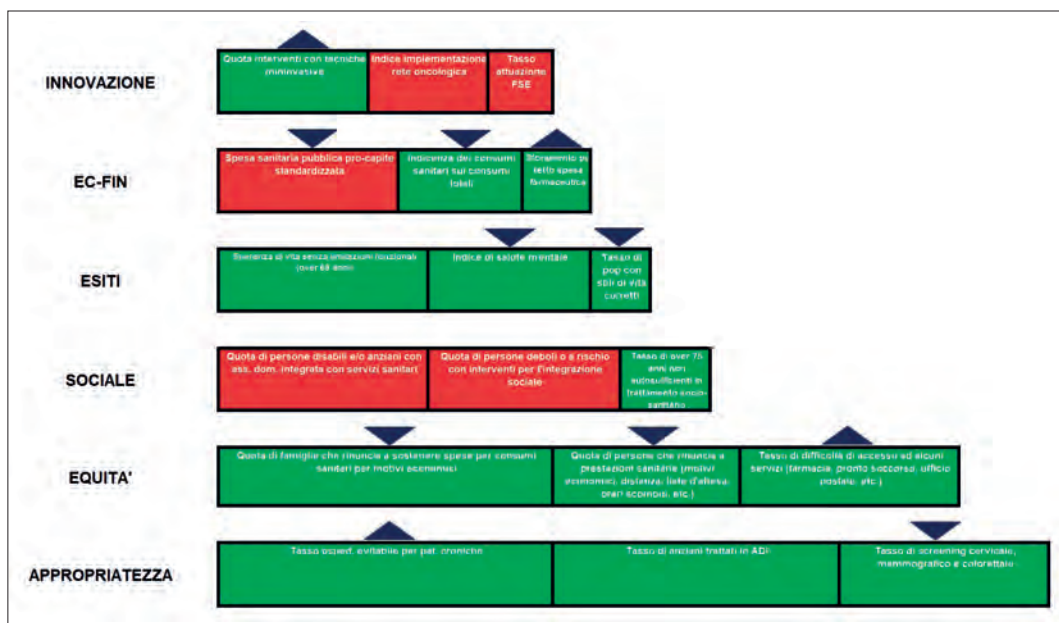 INNOVAZIONE
Quota interventi con tecniche
mininvasive
Indice implementazione
rete oncologica
Tasso
attuazione
FSE
EC-FIN
Spesa sanitaria pubblica pro-capite
standardizzata
Incidenza dei consumi
sanitari sui consumi
totali
tetto spesa
farmaceutica
ESITI
Speranza di vita senza limitazioni funzionali
(over 65 anni)
Indice di salute mentale
Tasso di
pop con
stili di vita
corretti
SOCIALE
Quota di persone disabili e/o anziani con
ass. dom. integrata con servizi sanitari
Quota di persone deboli o a rischio
con interventi per l'integrazione
sociale
Tasso di over 75
anni non
autosufficienti in
trattamento socio-
sanitario
EQUITA'
Quota di famiglie che rinuncia a sostenere spese per consumi
sanitari per motivi economici
Quota di persone che rinuncia a
prestazioni sanitarie (motivi
economici, distanza, liste d'attesa,
orari scomodi, etc.)
Tasso di difficoltà di accesso ad alcuni
servizi (farmacia, pronto soccorso, ufficio
postale, etc.)
APPROPRIATEZZA
Tasso osped. evitabile per pat. croniche
Tasso di anziani trattati in ADI
Tasso di screening cervicale,
mammografico e colorettale